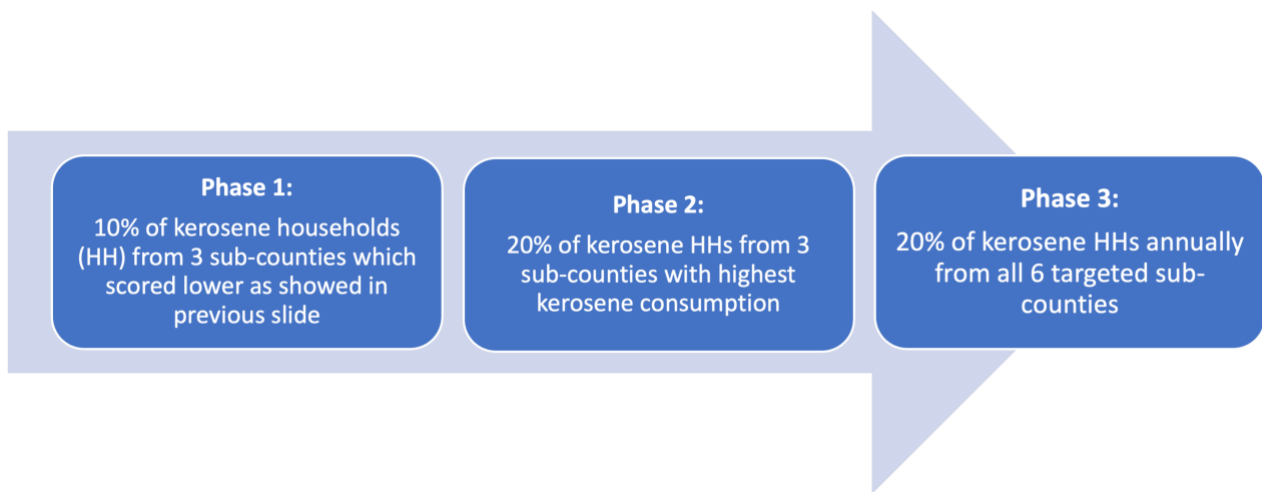 Phase 1:
10% of kerosene households
(HH) from 3 sub-counties which
scored lower as showed in
previous slide
Phase 2:
20% of kerosene HHs from 3
sub-counties with highest
kerosene consumption
Phase 3:
20% of kerosene HHs annually
from all 6 targeted sub-
counties